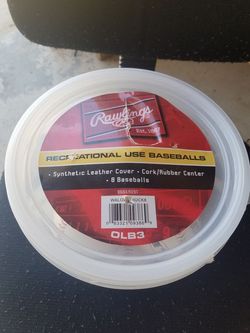 Rawlings
Est. 1887
RECREATIONAL USE BASEBALLS
• Synthetic Leather Cover • Cork/Rubber Center
• 8 Baseballs
OLB3